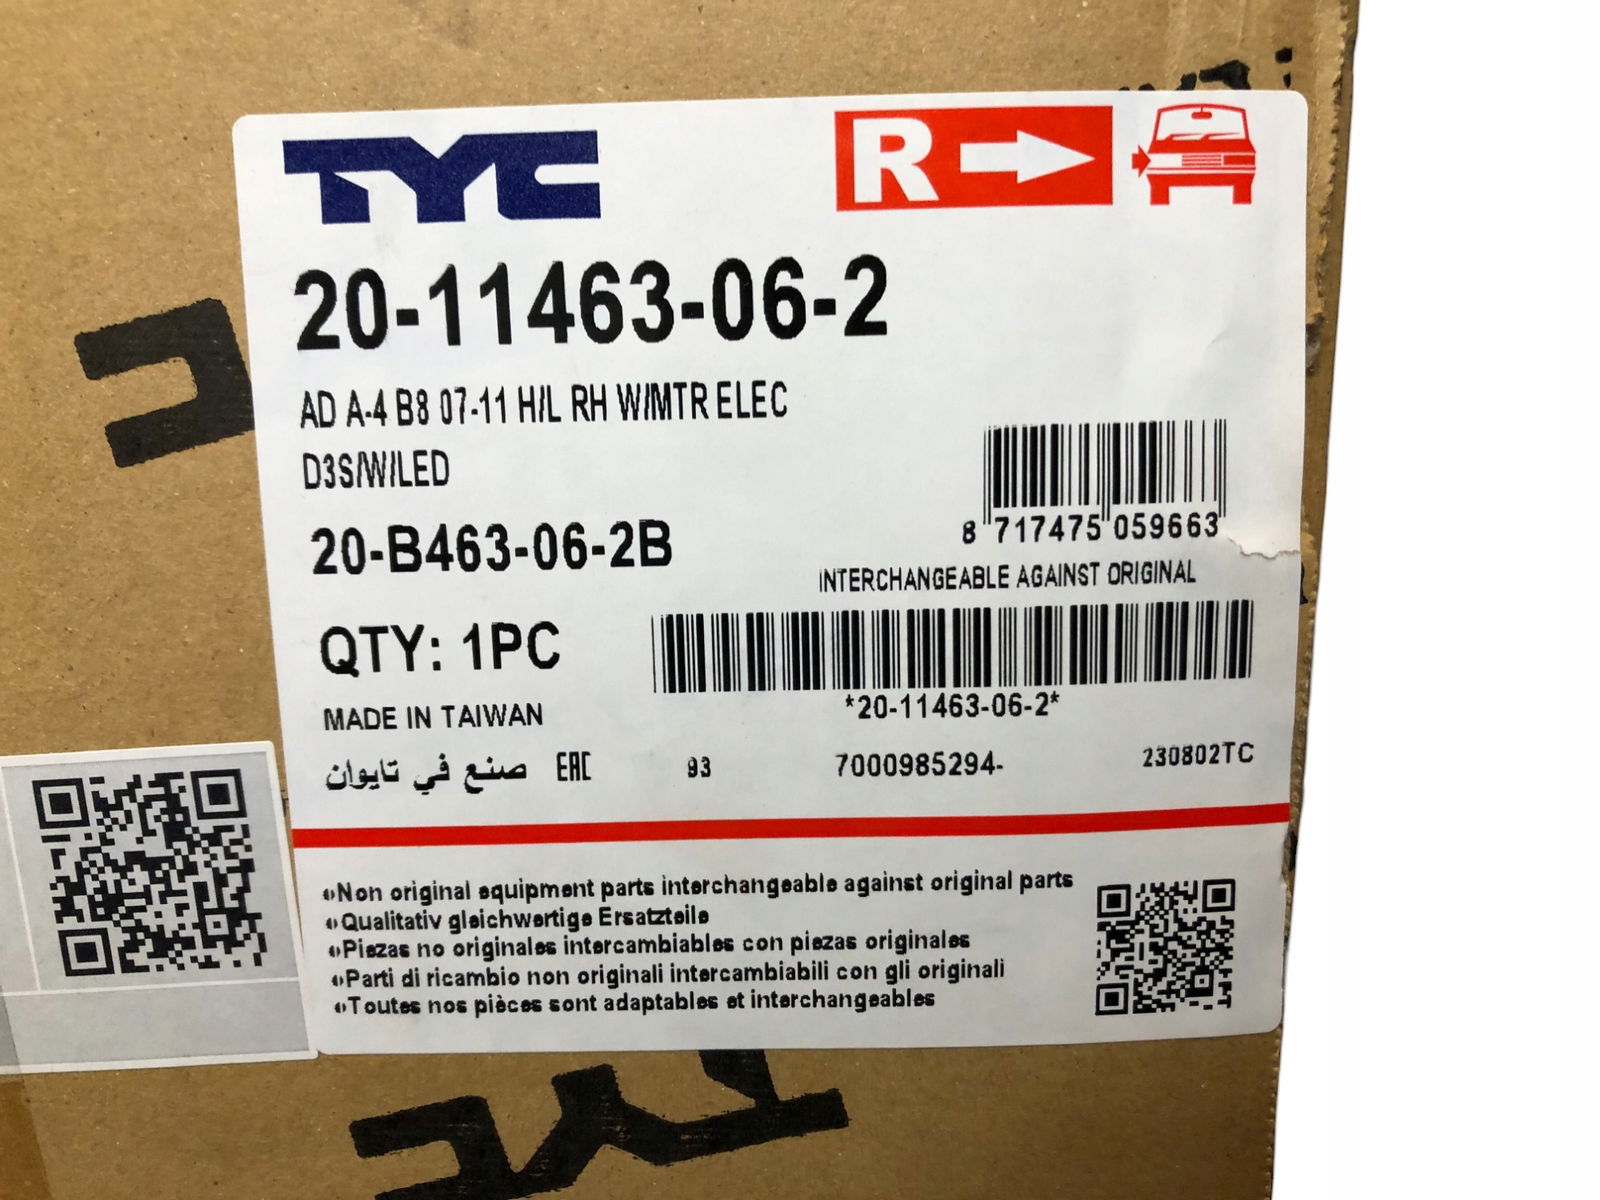 TYC
R
20-11463-06-2
AD A-4 B8 07-11 H/L RH W/MTR ELEC
D3S/W/LED
20-B463-06-2B
8 717475 059663
INTERCHANGEABLE AGAINST ORIGINAL
QTY: 1PC
*20-11463-06-2*
MADE IN TAIWAN
صنع في تايوان EAC 93 7000985294- 230802TC
Non original equipment parts interchangeable against original parts
Qualitativ gleichwertige Ersatzteile
Piezas no originales intercambiables con piezas originales
Parti di ricambio non originali intercambiabili con gli originali
Toutes nos pièces sont adaptables et interchangeables
TYC